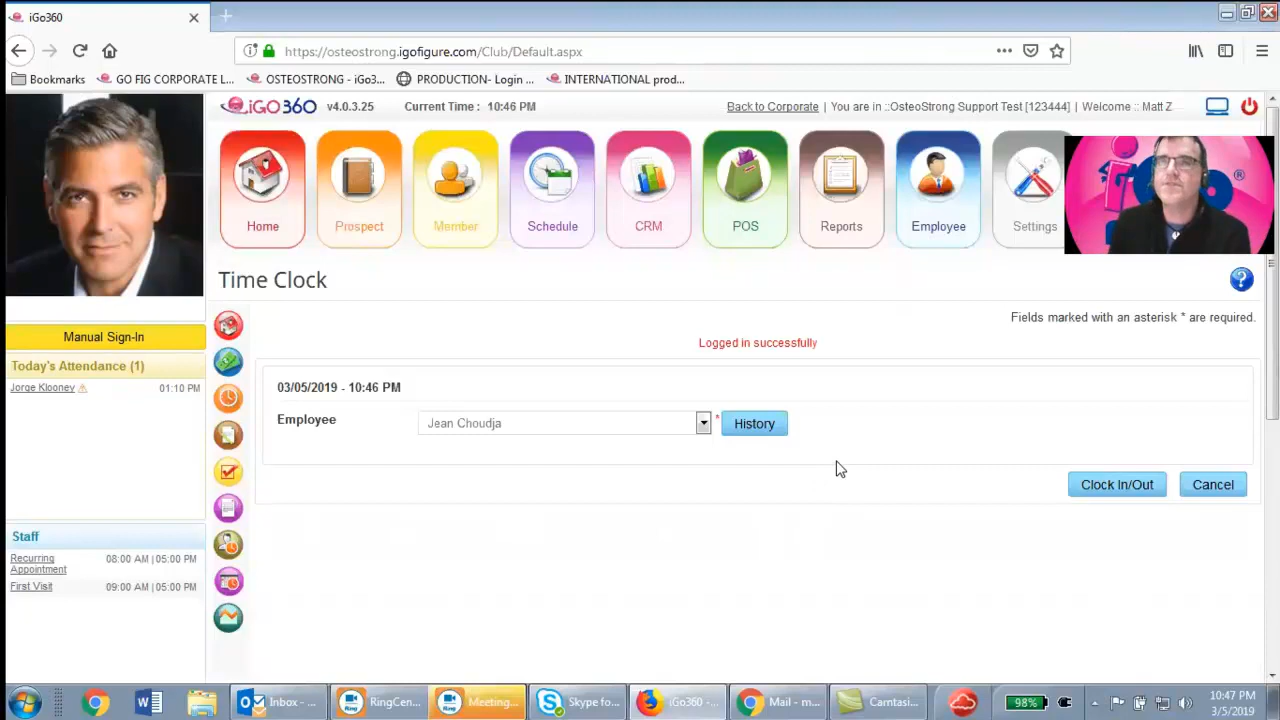 iGo360
https://osteostrong.igofigure.com/Club/Default.aspx
Bookmarks GO FIG CORPORATE L... OSTEOSTRONG - iGo3... PRODUCTION- Login ... INTERNATIONAL prod...
iGO360 v4.0.3.25 Current Time : 10:46 PM Back to Corporate | You are in ::OsteoStrong Support Test [123444] | Welcome :: Matt Z
Home Prospect Member Schedule CRM POS Reports Employee Settings
®
Time Clock
?
Manual Sign-In
Fields marked with an asterisk * are required.
Today's Attendance (1)
Logged in successfully
Jorge Klooney 01:10 PM
03/05/2019 - 10:46 PM
Employee Jean Choudja * History
Clock In/Out Cancel
Staff
Recurring Appointment 08:00 AM | 05:00 PM
First Visit 09:00 AM | 05:00 PM
Inbox - ... RingCen... Meeting... Skype fo... iGo360 -... Mail - m... Camtasi... 98% 10:47 PM
3/5/2019